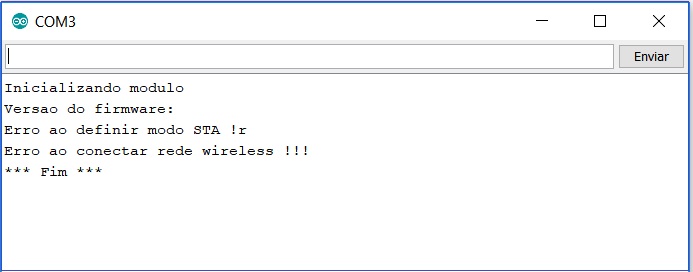 COM3
Enviar
Inicializando modulo
Versao do firmware:
Erro ao definir modo STA !r
Erro ao conectar rede wireless !!!
*** Fim ***